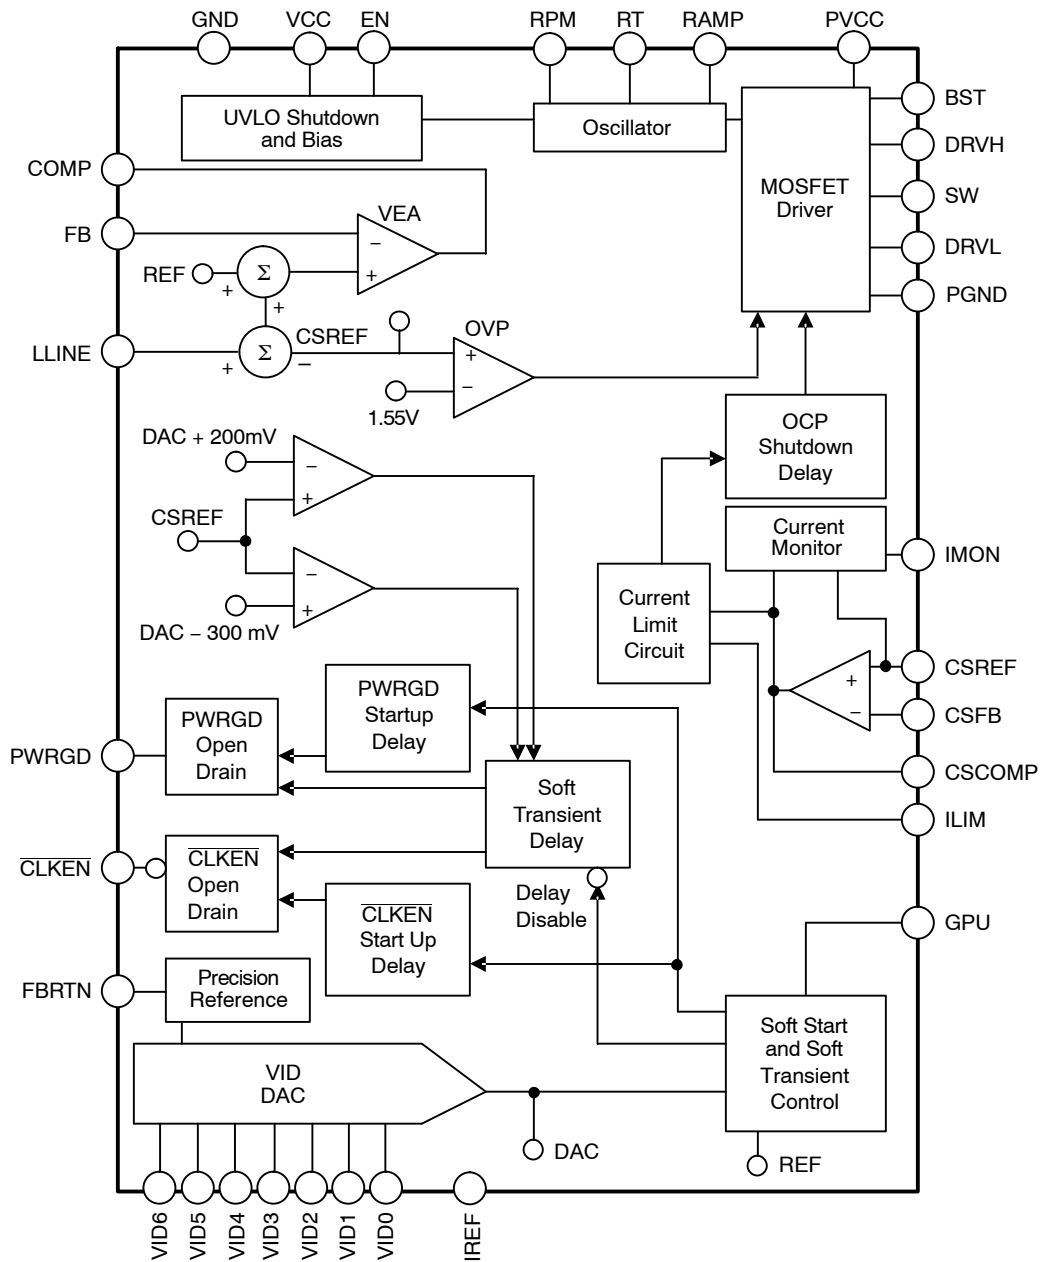 GND VCC EN RPM RT RAMP PVCC
UVLO Shutdown
and Bias
Oscillator
MOSFET
Driver
BST
DRVH
SW
DRVL
PGND
COMP
FB
VEA
−
+
REF
Σ
+
+
LLINE
Σ
+
CSREF
−
OVP
+
−
1.55V
DAC + 200mV
−
+
CSREF
−
+
DAC − 300 mV
OCP
Shutdown
Delay
Current
Monitor
IMON
Current
Limit
Circuit
+
−
CSREF
CSFB
CSCOMP
ILIM
PWRGD
PWRGD
Open
Drain
PWRGD
Startup
Delay
Soft
Transient
Delay
CLKEN
CLKEN
Open
Drain
CLKEN
Start Up
Delay
Delay
Disable
GPU
FBRTN
Precision
Reference
VID
DAC
Soft Start
and Soft
Transient
Control
DAC
REF
VID6
VID5
VID4
VID3
VID2
VID1
VID0
IREF